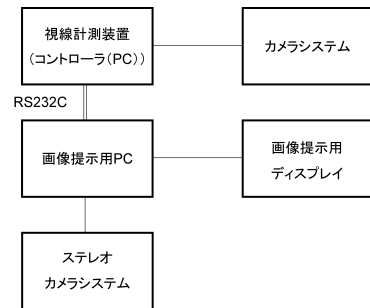 視線計測装置
（コントローラ（PC））
カメラシステム
RS232C
画像提示用PC
画像提示用
ディスプレイ
ステレオ
カメラシステム